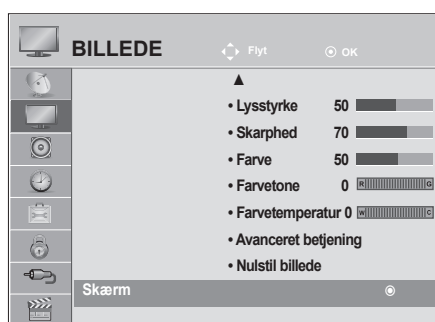 BILLEDE Flyt OK
• Lysstyrke 50
• Skarphed 70
• Farve 50
• Farvetone 0 R G
• Farvetemperatur 0 W C
• Avanceret betjening
• Nulstil billede
Skærm